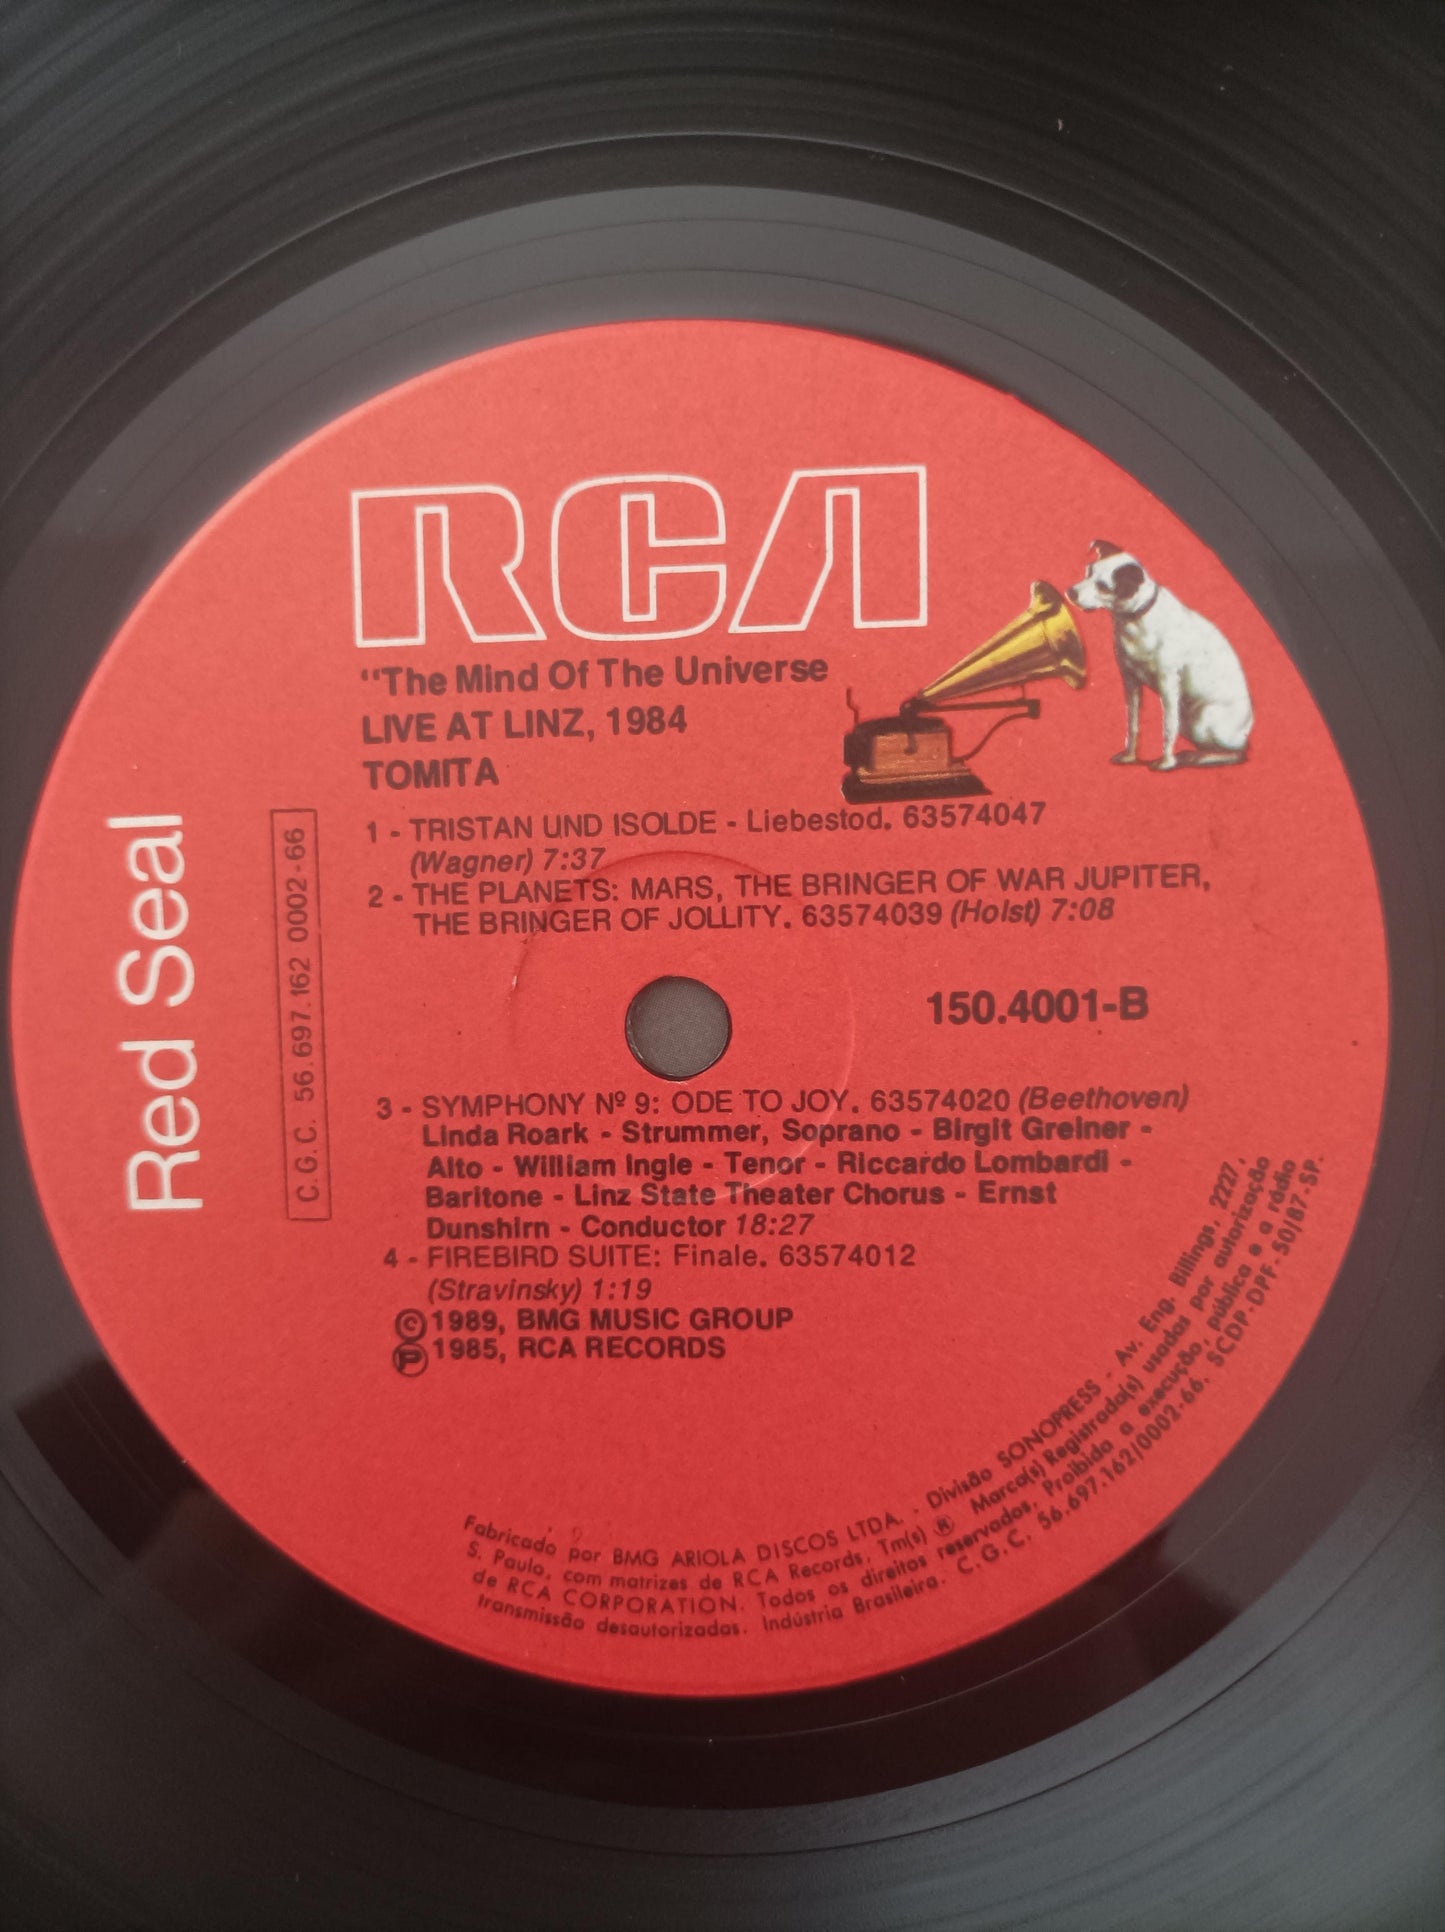 RCA
"The Mind Of The Universe
LIVE AT LINZ, 1984
TOMITA
Red Seal
C.G.C. 56.697.162 0002-66
1 - TRISTAN UND ISOLDE - Liebestod. 63574047
(Wagner) 7:37
2 - THE PLANETS: MARS, THE BRINGER OF WAR JUPITER,
THE BRINGER OF JOLLITY. 63574039 (Holst) 7:08
150.4001-B
3 - SYMPHONY Nº 9: ODE TO JOY. 63574020 (Beethoven)
Linda Roark - Strummer, Soprano - Birgit Greiner -
Alto - William Ingle - Tenor - Riccardo Lombardi -
Baritone - Linz State Theater Chorus - Ernst
Dunshirn - Conductor 18:27
4 - FIREBIRD SUITE: Finale. 63574012
(Stravinsky) 1:19
© 1989, BMG MUSIC GROUP
℗ 1985, RCA RECORDS
Fabricado por BMG ARIOLA DISCOS LTDA. - Divisão SONOPRESS - Av. Eng. Billings, 2227,
S. Paulo, com matrizes de RCA Records, Tm(s) ® Marca(s) Registrada(s) usadas por autorização
de RCA CORPORATION. Todos os direitos reservados, Proibido a execução, pública e a rádio
transmissão desautorizadas. Indústria Brasileira. C.G.C. 56.697.162/0002-66. SCDP-DPF-50/87-SP.